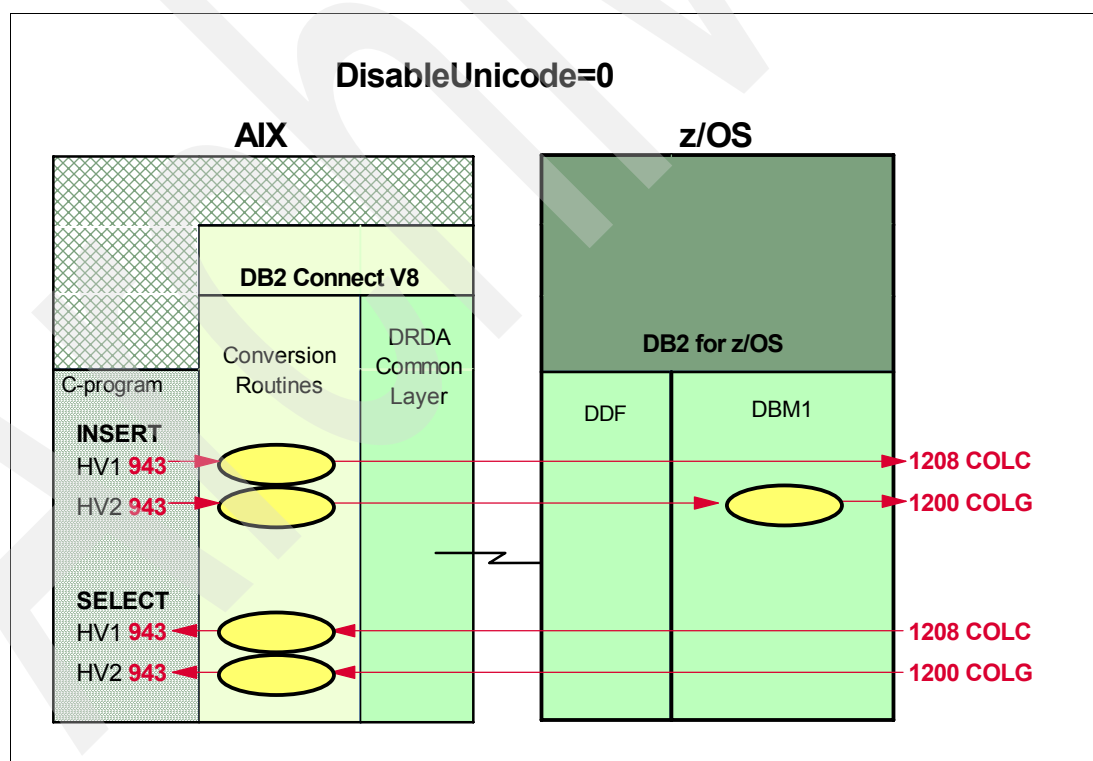 DisableUnicode=0
AIX
z/OS
DB2 Connect V8
DB2 for z/OS
C-program
Conversion
Routines
DRDA
Common
Layer
DDF
DBM1
INSERT
HV1 943
1208 COLC
HV2 943
1200 COLG
SELECT
HV1 943
1208 COLC
HV2 943
1200 COLG